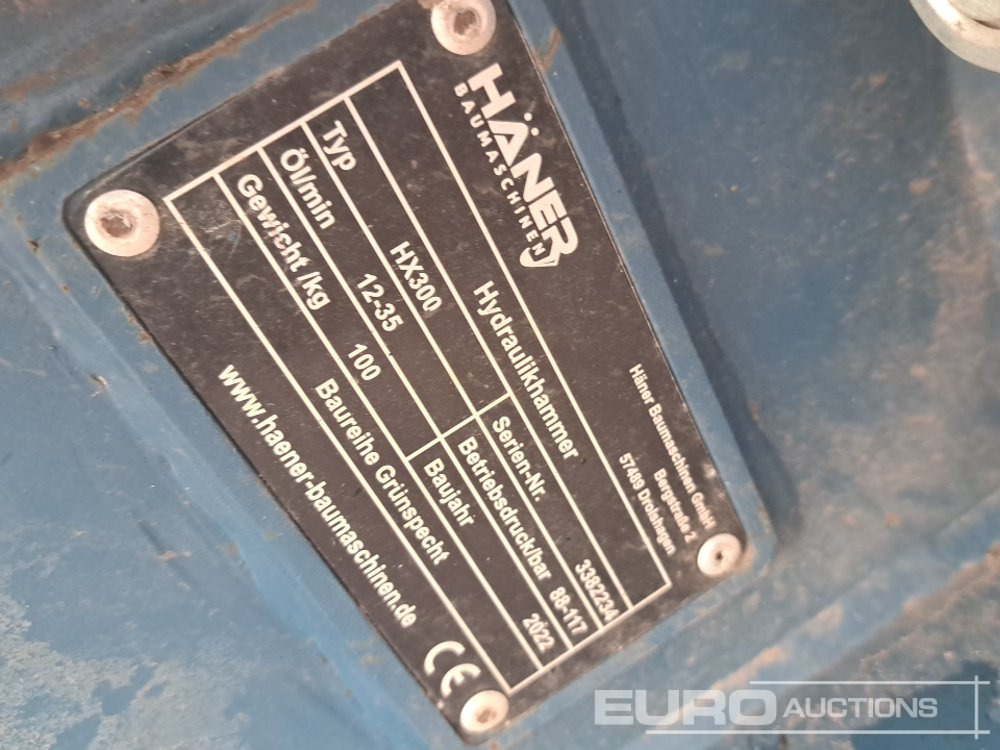 HÄNER
BAUMASCHINEN
Häner Baumaschinen GmbH
Bergstraße 2
57489 Drolshagen
Hydraulikhammer
Typ HX300 Serien-Nr. 3382234
Öl/min 12-35 Betriebsdruck/bar 88-117
Gewicht /kg 100 Baujahr 2022
Baureihe Grünspecht
www.haener-baumaschinen.de
CE
EURO AUCTIONS